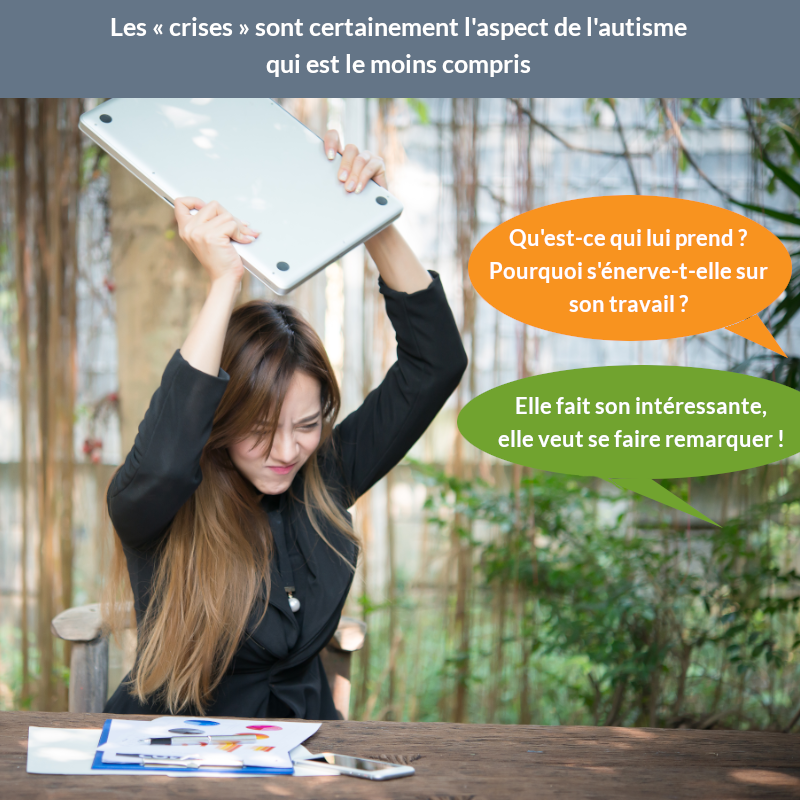 Les « crises » sont certainement l'aspect de l'autisme
qui est le moins compris
Qu'est-ce qui lui prend ?
Pourquoi s'énerve-t-elle sur
son travail ?
Elle fait son intéressante,
elle veut se faire remarquer !